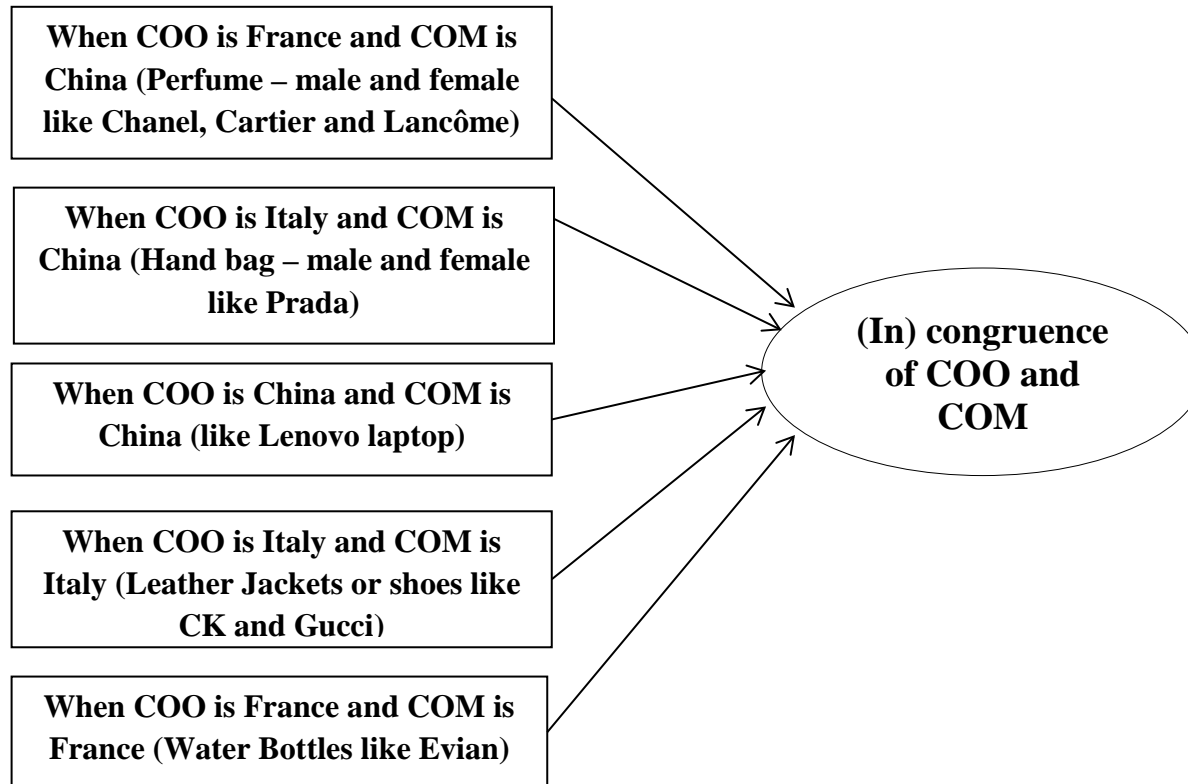 When COO is France and COM is
China (Perfume – male and female
like Chanel, Cartier and Lancôme)
When COO is Italy and COM is
China (Hand bag – male and female
like Prada)
When COO is China and COM is
China (like Lenovo laptop)
When COO is Italy and COM is
Italy (Leather Jackets or shoes like
CK and Gucci)
When COO is France and COM is
France (Water Bottles like Evian)
(In) congruence
of COO and
COM